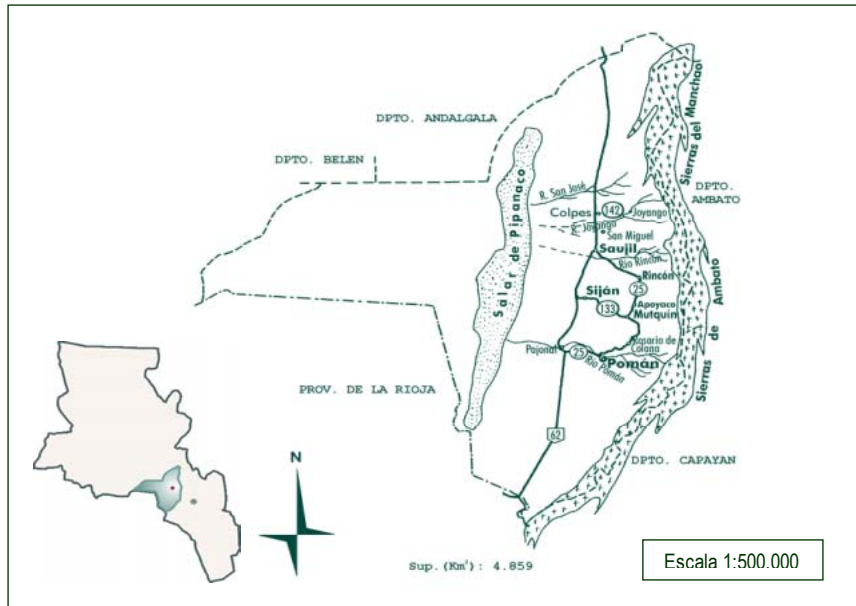 DPTO. ANDALGALA
DPTO. BELEN
Sierras del Manchaol
DPTO.
AMBATO
R. San José
Colpes
142
Joyango
R. Joyango
San Miguel
Saujil
Río Rincón
Rincón
Salar de Pipanaco
Siján
25
Apoyaco
133
Mutquin
Sierras de Ambato
Rosario de
Colana
Pajonal
25
Pomán
Río Pomán
PROV. DE LA RIOJA
62
DPTO. CAPAYAN
N
Sup.(Km²): 4.859
Escala 1:500.000